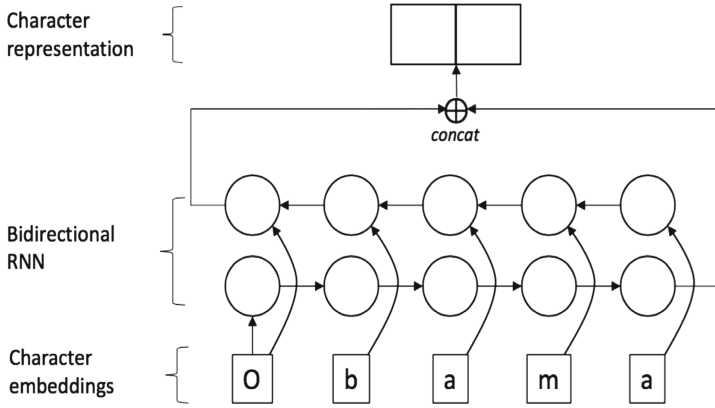 Character
representation
concat
Bidirectional
RNN
Character
embeddings
O b a m a